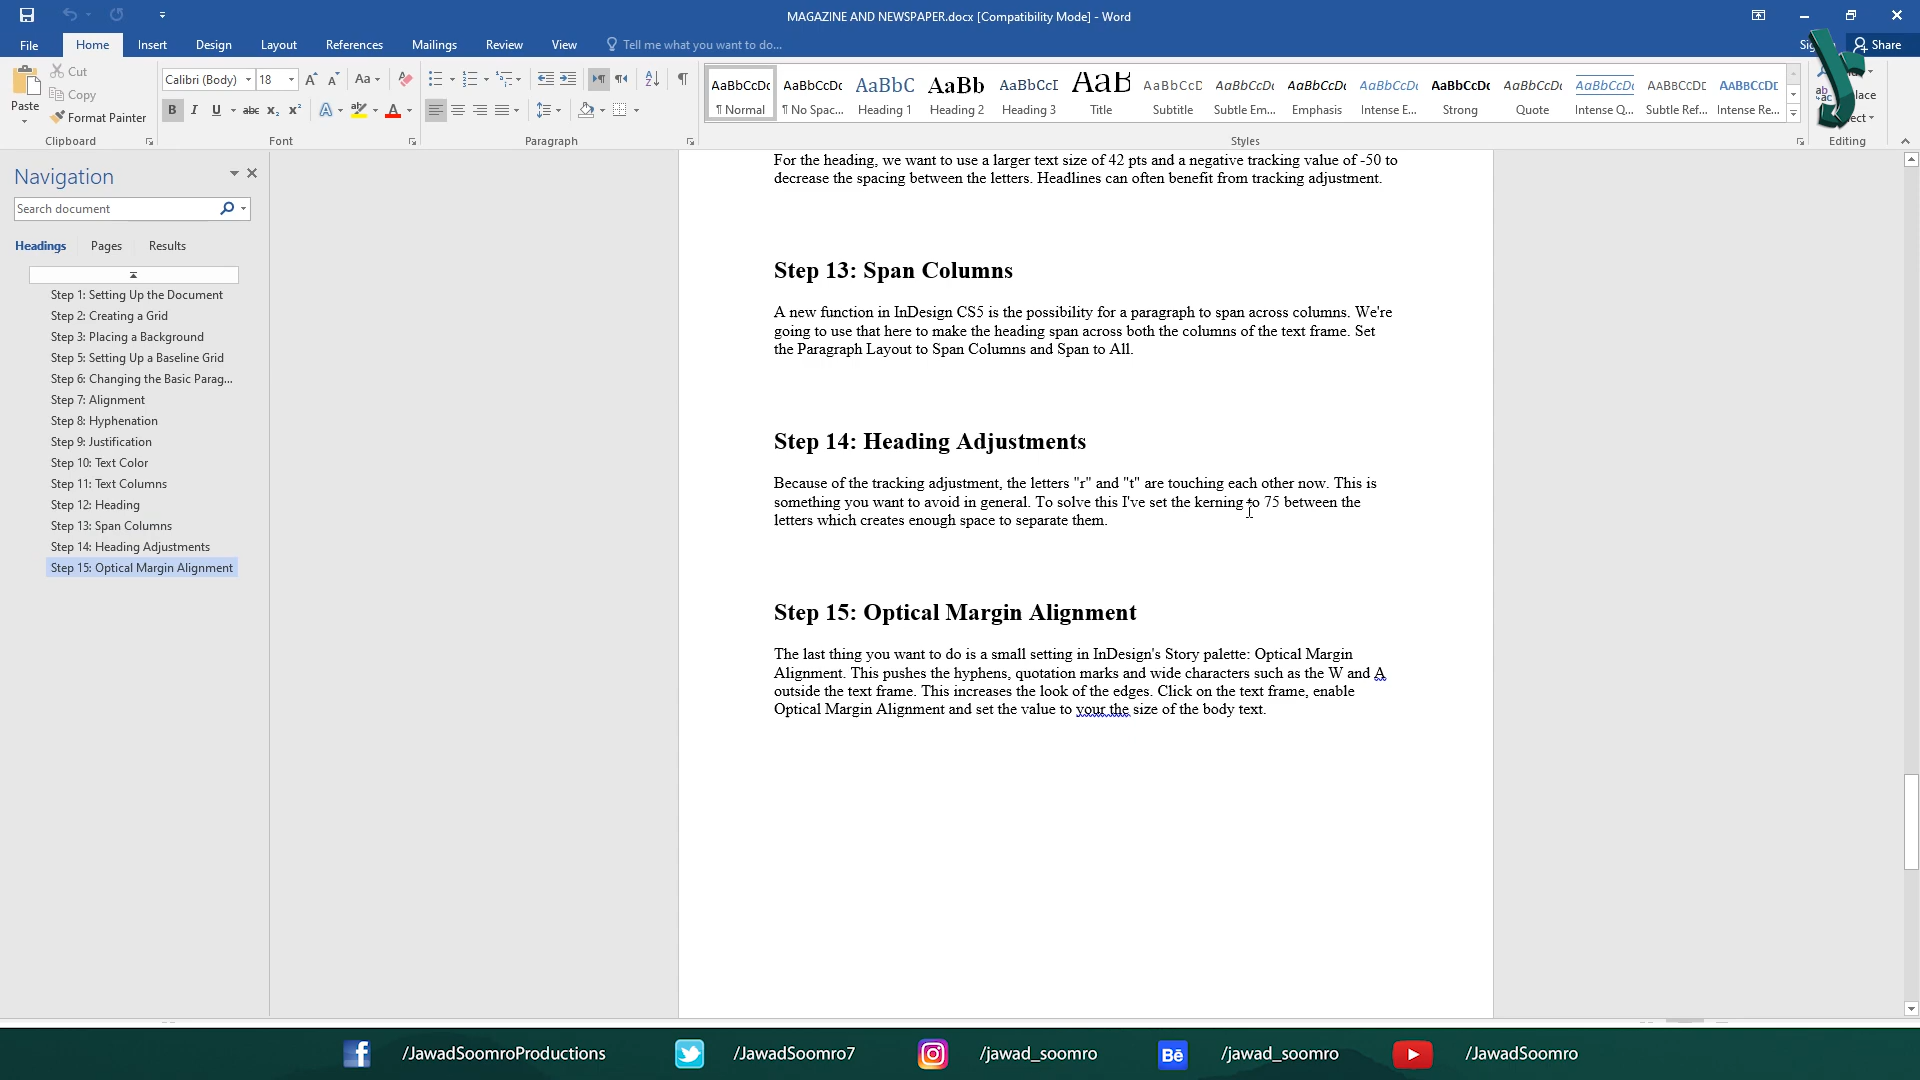 MAGAZINE AND NEWSPAPER.docx [Compatibility Mode] - Word
File Home Insert Design Layout References Mailings Review View Tell me what you want to do... Share
Paste
Cut
Copy
Format Painter
Clipboard
Calibri (Body) 18
Font
Paragraph
AaBbCcDc AaBbCcDc AaBbC AaBb AaBbCcI AaB AaBbCcD AaBbCcDc AaBbCcDc AaBbCcDc AaBbCcDc AaBbCcDc AaBbCcDc AaBbCcDc AaBbCcDc
¶ Normal ¶ No Spac... Heading 1 Heading 2 Heading 3 Title Subtitle Subtle Em... Emphasis Intense E... Strong Quote Intense Q... Subtle Ref... Intense Re...
Styles
Editing
Navigation
Search document
Headings Pages Results
Step 1: Setting Up the Document
Step 2: Creating a Grid
Step 3: Placing a Background
Step 5: Setting Up a Baseline Grid
Step 6: Changing the Basic Parag...
Step 7: Alignment
Step 8: Hyphenation
Step 9: Justification
Step 10: Text Color
Step 11: Text Columns
Step 12: Heading
Step 13: Span Columns
Step 14: Heading Adjustments
Step 15: Optical Margin Alignment
For the heading, we want to use a larger text size of 42 pts and a negative tracking value of -50 to
decrease the spacing between the letters. Headlines can often benefit from tracking adjustment.
Step 13: Span Columns
A new function in InDesign CS5 is the possibility for a paragraph to span across columns. We're
going to use that here to make the heading span across both the columns of the text frame. Set
the Paragraph Layout to Span Columns and Span to All.
Step 14: Heading Adjustments
Because of the tracking adjustment, the letters "r" and "t" are touching each other now. This is
something you want to avoid in general. To solve this I've set the kerning to 75 between the
letters which creates enough space to separate them.
Step 15: Optical Margin Alignment
The last thing you want to do is a small setting in InDesign's Story palette: Optical Margin
Alignment. This pushes the hyphens, quotation marks and wide characters such as the W and A
outside the text frame. This increases the look of the edges. Click on the text frame, enable
Optical Margin Alignment and set the value to your the size of the body text.
/JawadSoomroProductions /JawadSoomro7 /jawad_soomro /jawad_soomro /JawadSoomro